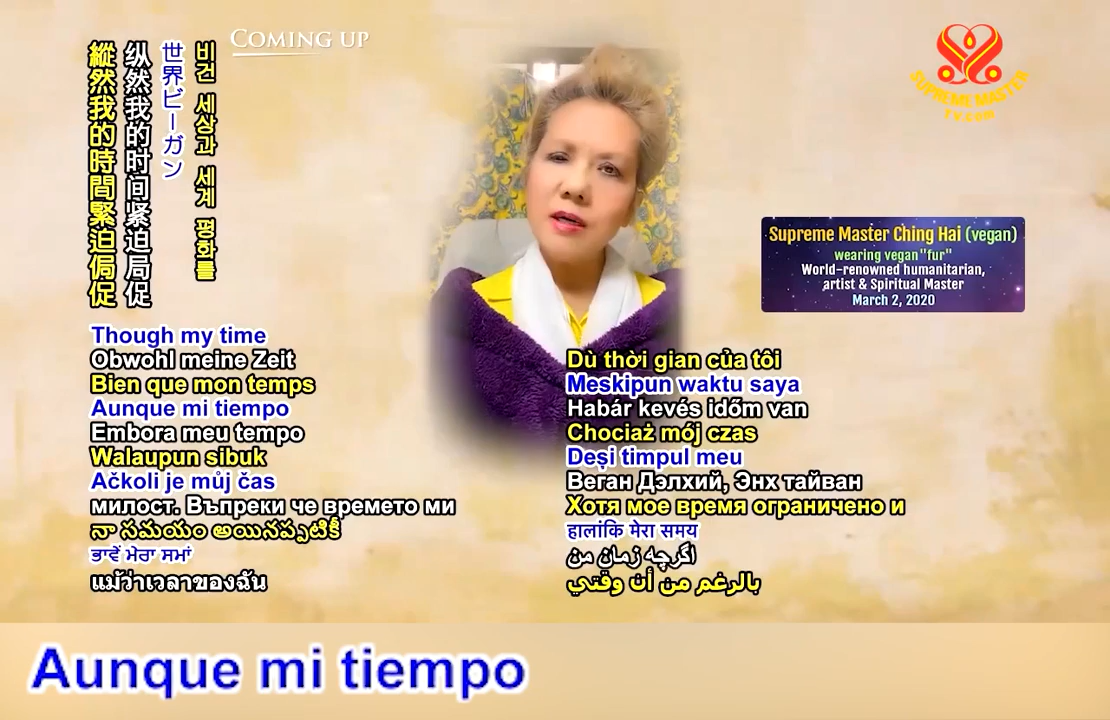 COMING UP
SUPREME MASTER
TV.com
縱然我的時間緊迫侷促
纵然我的时间紧迫局促
世界ビーガン
비건 세상과 세계 평화를
Supreme Master Ching Hai (vegan)
wearing vegan "fur"
World-renowned humanitarian,
artist & Spiritual Master
March 2, 2020
Though my time
Obwohl meine Zeit
Bien que mon temps
Aunque mi tiempo
Embora meu tempo
Walaupun sibuk
Ačkoli je můj čas
милост. Въпреки че времето ми
నా సమయం అయినప్పటికీ
ਭਾਵੇਂ ਮੇਰਾ ਸਮਾਂ
แม้ว่าเวลาของฉัน
Dù thời gian của tôi
Meskipun waktu saya
Habár kevés időm van
Chociaż mój czas
Deși timpul meu
Веган Дэлхий, Энх тайван
Хотя мое время ограничено и
हालांकि मेरा समय
اگرچه زمان من
بالرغم من أن وقتي
Aunque mi tiempo